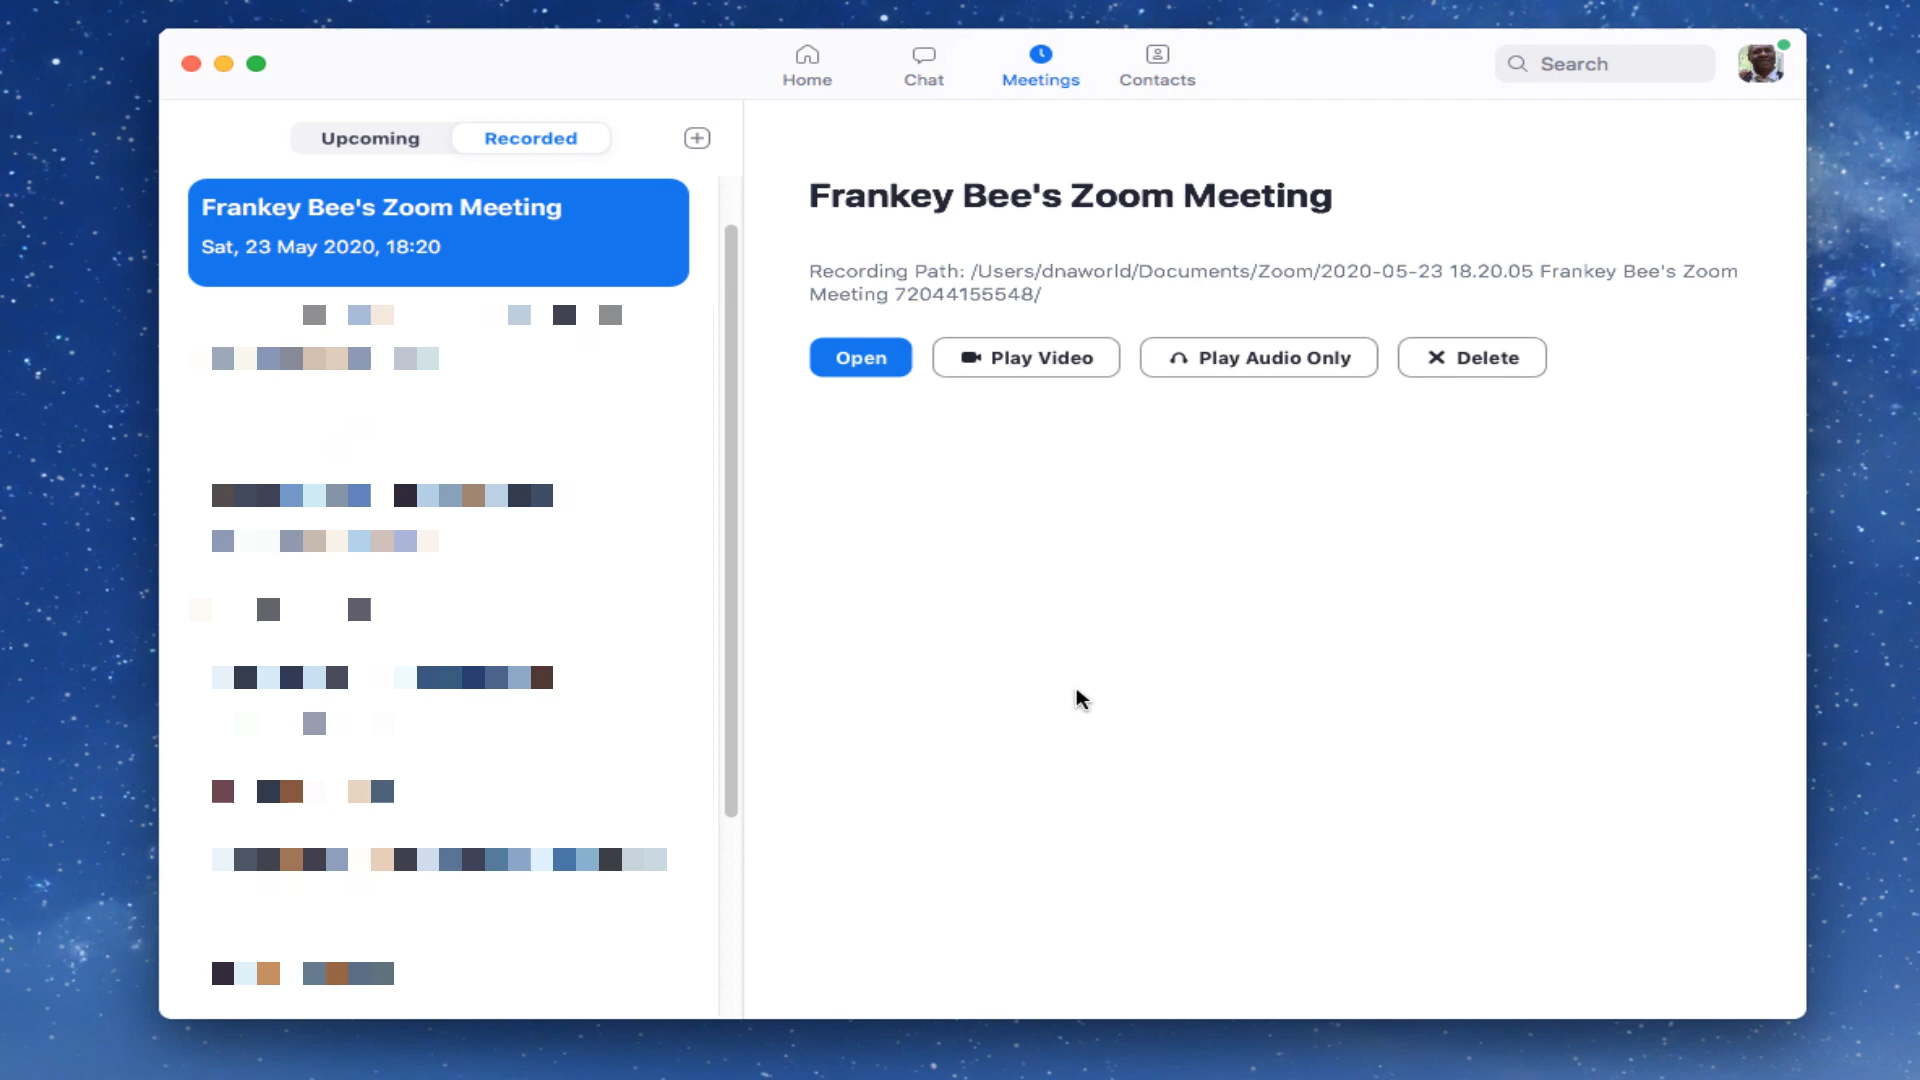 Home
Chat
Meetings
Contacts
Search
Upcoming
Recorded
Frankey Bee's Zoom Meeting
Sat, 23 May 2020, 18:20
Frankey Bee's Zoom Meeting
Recording Path: /Users/dnaworld/Documents/Zoom/2020-05-23 18.20.05 Frankey Bee's Zoom
Meeting 72044155548/
Open
Play Video
Play Audio Only
Delete